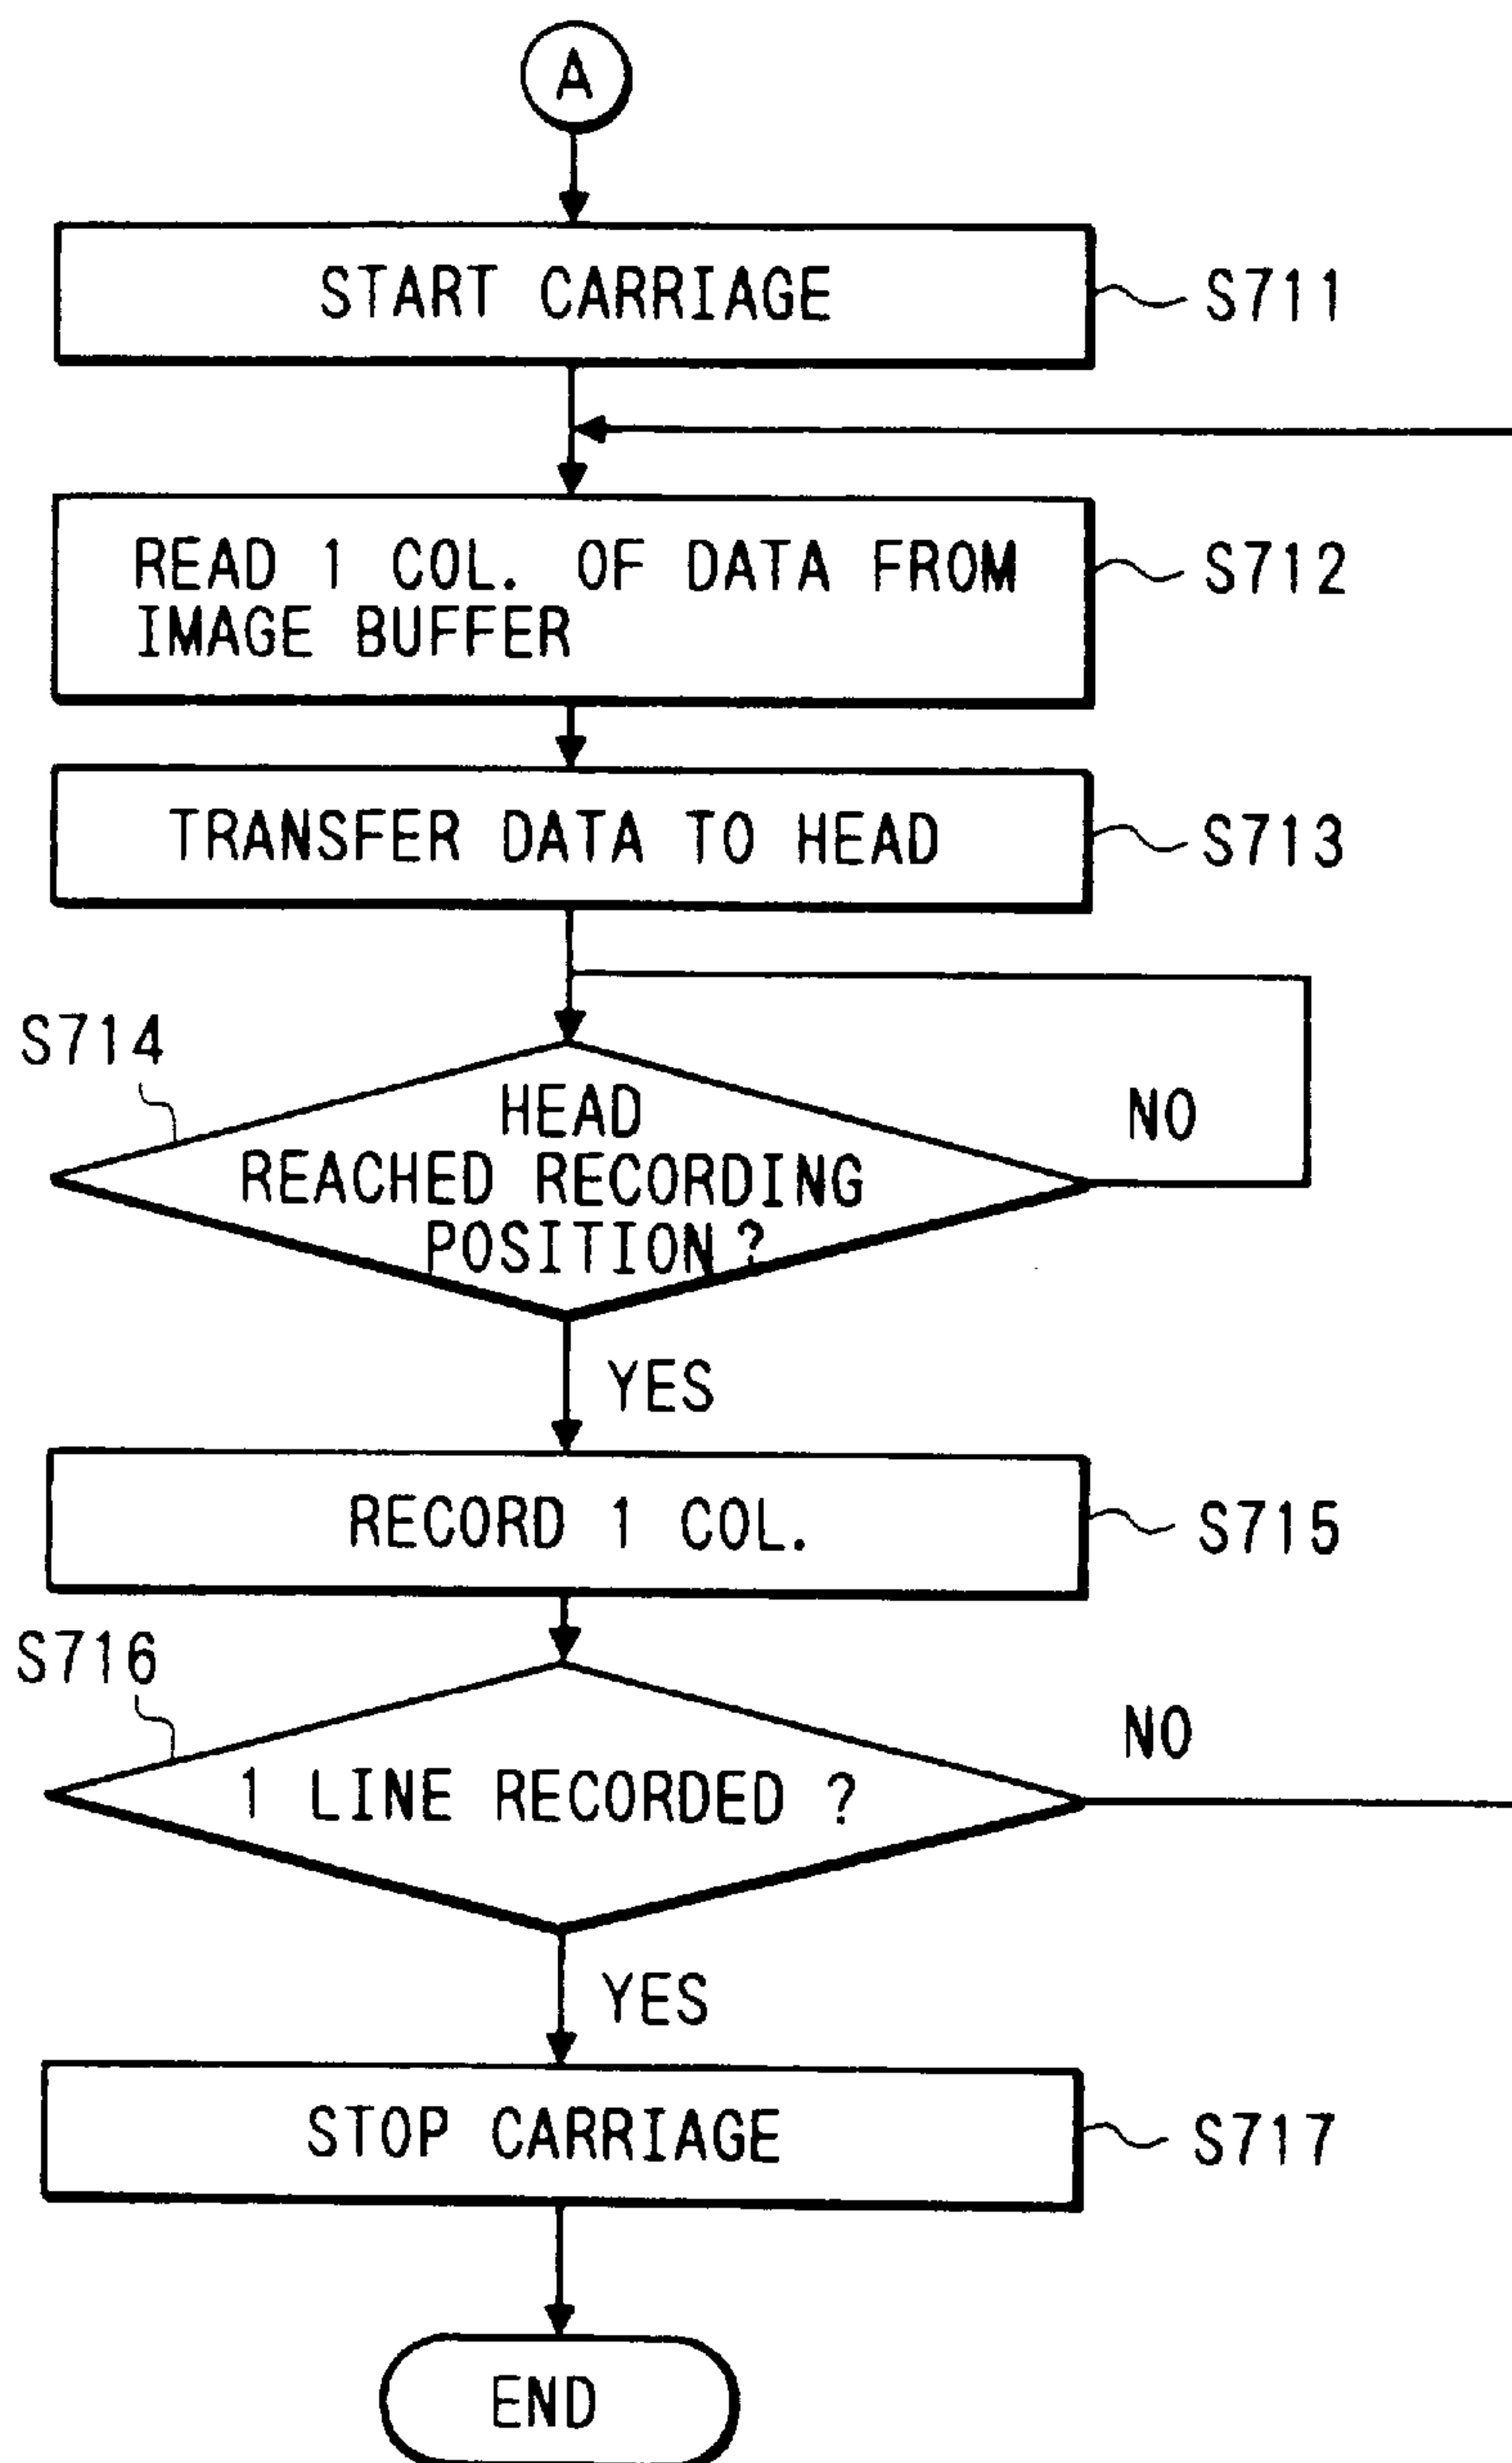 A
START CARRIAGE
S711
READ 1 COL. OF DATA FROM
IMAGE BUFFER
S712
TRANSFER DATA TO HEAD
S713
S714
HEAD
REACHED RECORDING
POSITION?
NO
YES
RECORD 1 COL.
S715
S716
1 LINE RECORDED ?
NO
YES
STOP CARRIAGE
S717
END